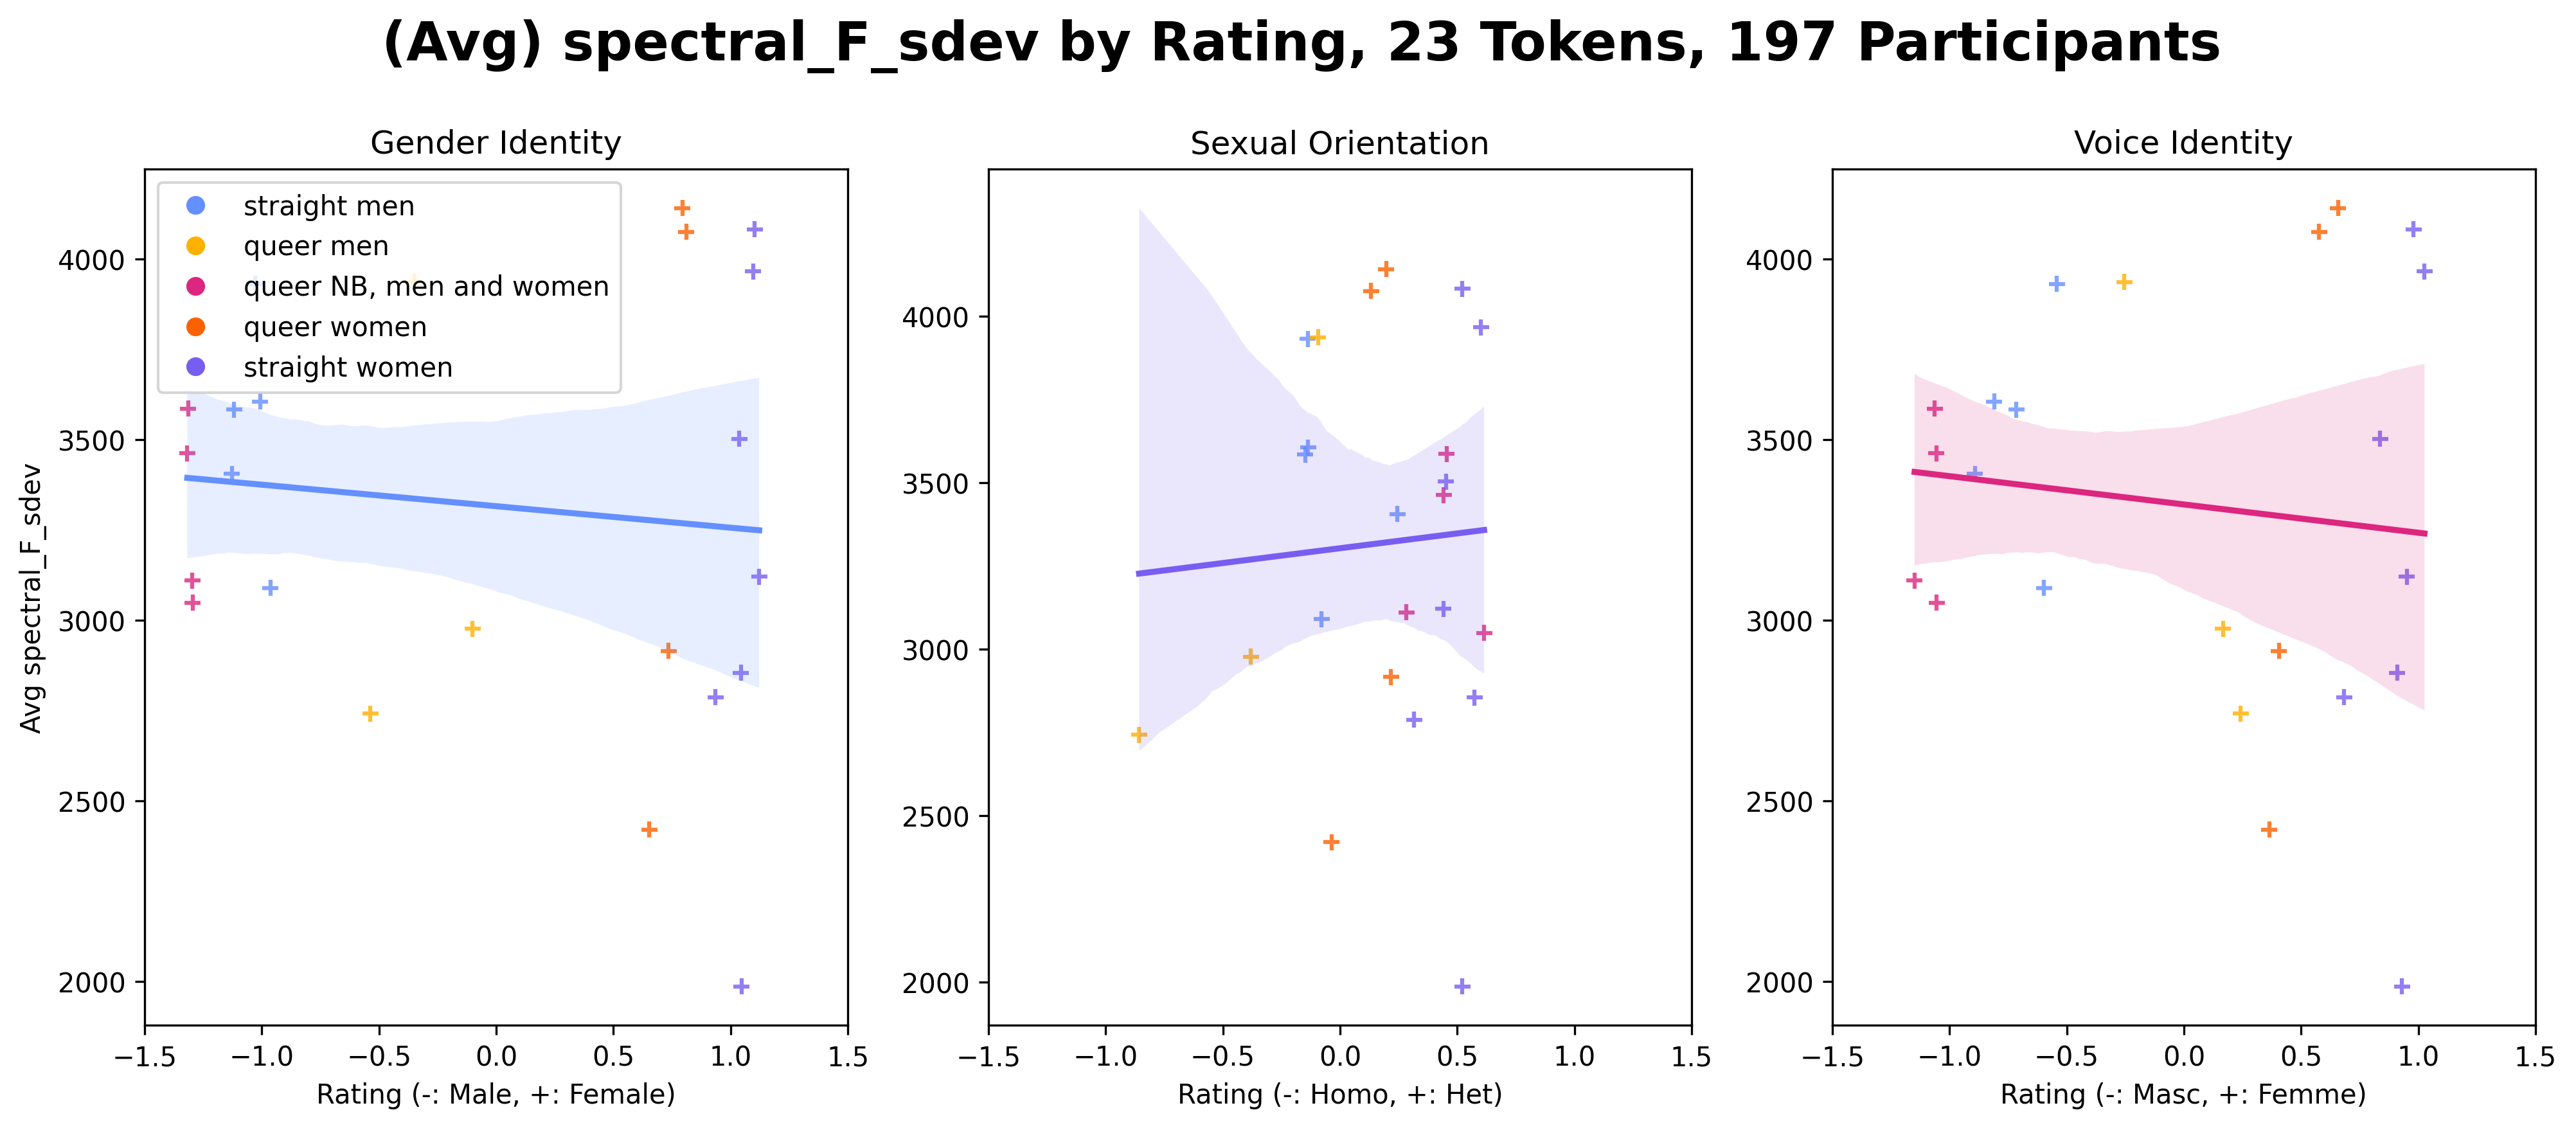 (Avg) spectral_F_sdev by Rating, 23 Tokens, 197 Participants
Gender Identity
Sexual Orientation
Voice Identity
straight men
queer men
queer NB, men and women
queer women
straight women
Avg spectral_F_sdev
4000
3500
3000
2500
2000
−1.5 −1.0 −0.5 0.0 0.5 1.0 1.5
Rating (-: Male, +: Female)
4000
3500
3000
2500
2000
−1.5 −1.0 −0.5 0.0 0.5 1.0 1.5
Rating (-: Homo, +: Het)
4000
3500
3000
2500
2000
−1.5 −1.0 −0.5 0.0 0.5 1.0 1.5
Rating (-: Masc, +: Femme)